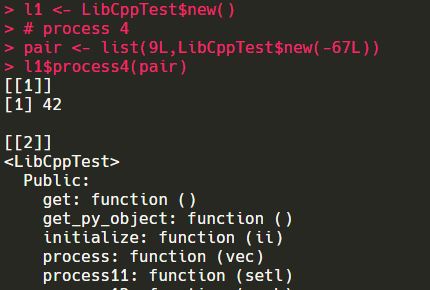 > l1 <- LibCppTest$new()
> # process 4
> pair <- list(9L,LibCppTest$new(-67L))
> l1$process4(pair)
[[1]]
[1] 42

[[2]]
<LibCppTest>
  Public:
    get: function ()
    get_py_object: function ()
    initialize: function (ii)
    process: function (vec)
    process11: function (setl)